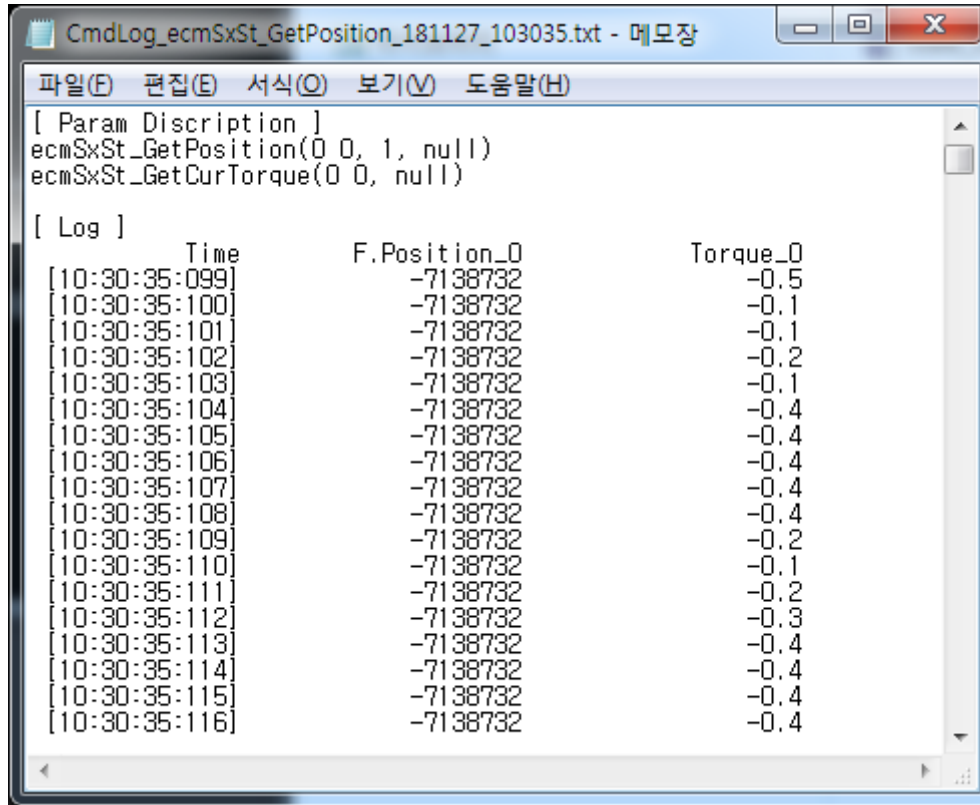 CmdLog_ecmSxSt_GetPosition_181127_103035.txt - 메모장
파일(F) 편집(E) 서식(O) 보기(V) 도움말(H)
[ Param Discription ]
ecmSxSt_GetPosition(0 0, 1, null)
ecmSxSt_GetCurTorque(0 0, null)
[ Log ]
Time F.Position_0 Torque_0
[10:30:35:099] -7138732 -0.5
[10:30:35:100] -7138732 -0.1
[10:30:35:101] -7138732 -0.1
[10:30:35:102] -7138732 -0.2
[10:30:35:103] -7138732 -0.1
[10:30:35:104] -7138732 -0.4
[10:30:35:105] -7138732 -0.4
[10:30:35:106] -7138732 -0.4
[10:30:35:107] -7138732 -0.4
[10:30:35:108] -7138732 -0.4
[10:30:35:109] -7138732 -0.2
[10:30:35:110] -7138732 -0.1
[10:30:35:111] -7138732 -0.2
[10:30:35:112] -7138732 -0.3
[10:30:35:113] -7138732 -0.4
[10:30:35:114] -7138732 -0.4
[10:30:35:115] -7138732 -0.4
[10:30:35:116] -7138732 -0.4